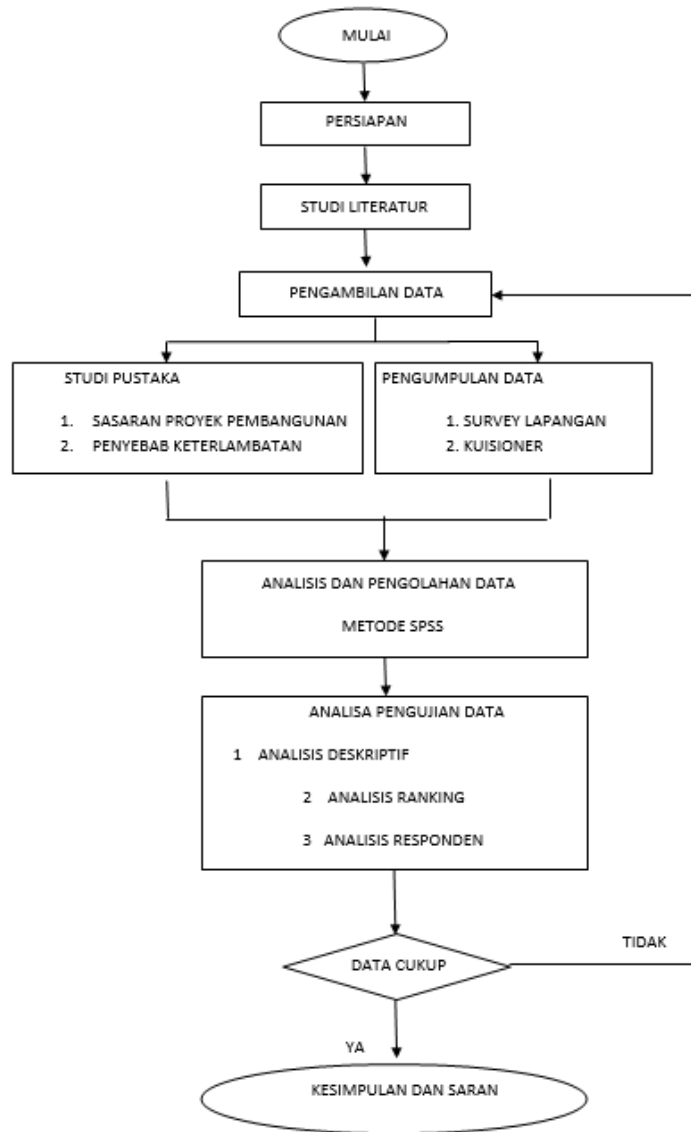 MULAI
PERSIAPAN
STUDI LITERATUR
PENGAMBILAN DATA
STUDI PUSTAKA
1. SASARAN PROYEK PEMBANGUNAN
2. PENYEBAB KETERLAMBATAN
PENGUMPULAN DATA
1. SURVEY LAPANGAN
2. KUISIONER
ANALISIS DAN PENGOLAHAN DATA
METODE SPSS
ANALISA PENGUJIAN DATA
1 ANALISIS DESKRIPTIF
2 ANALISIS RANKING
3 ANALISIS RESPONDEN
DATA CUKUP
TIDAK
YA
KESIMPULAN DAN SARAN